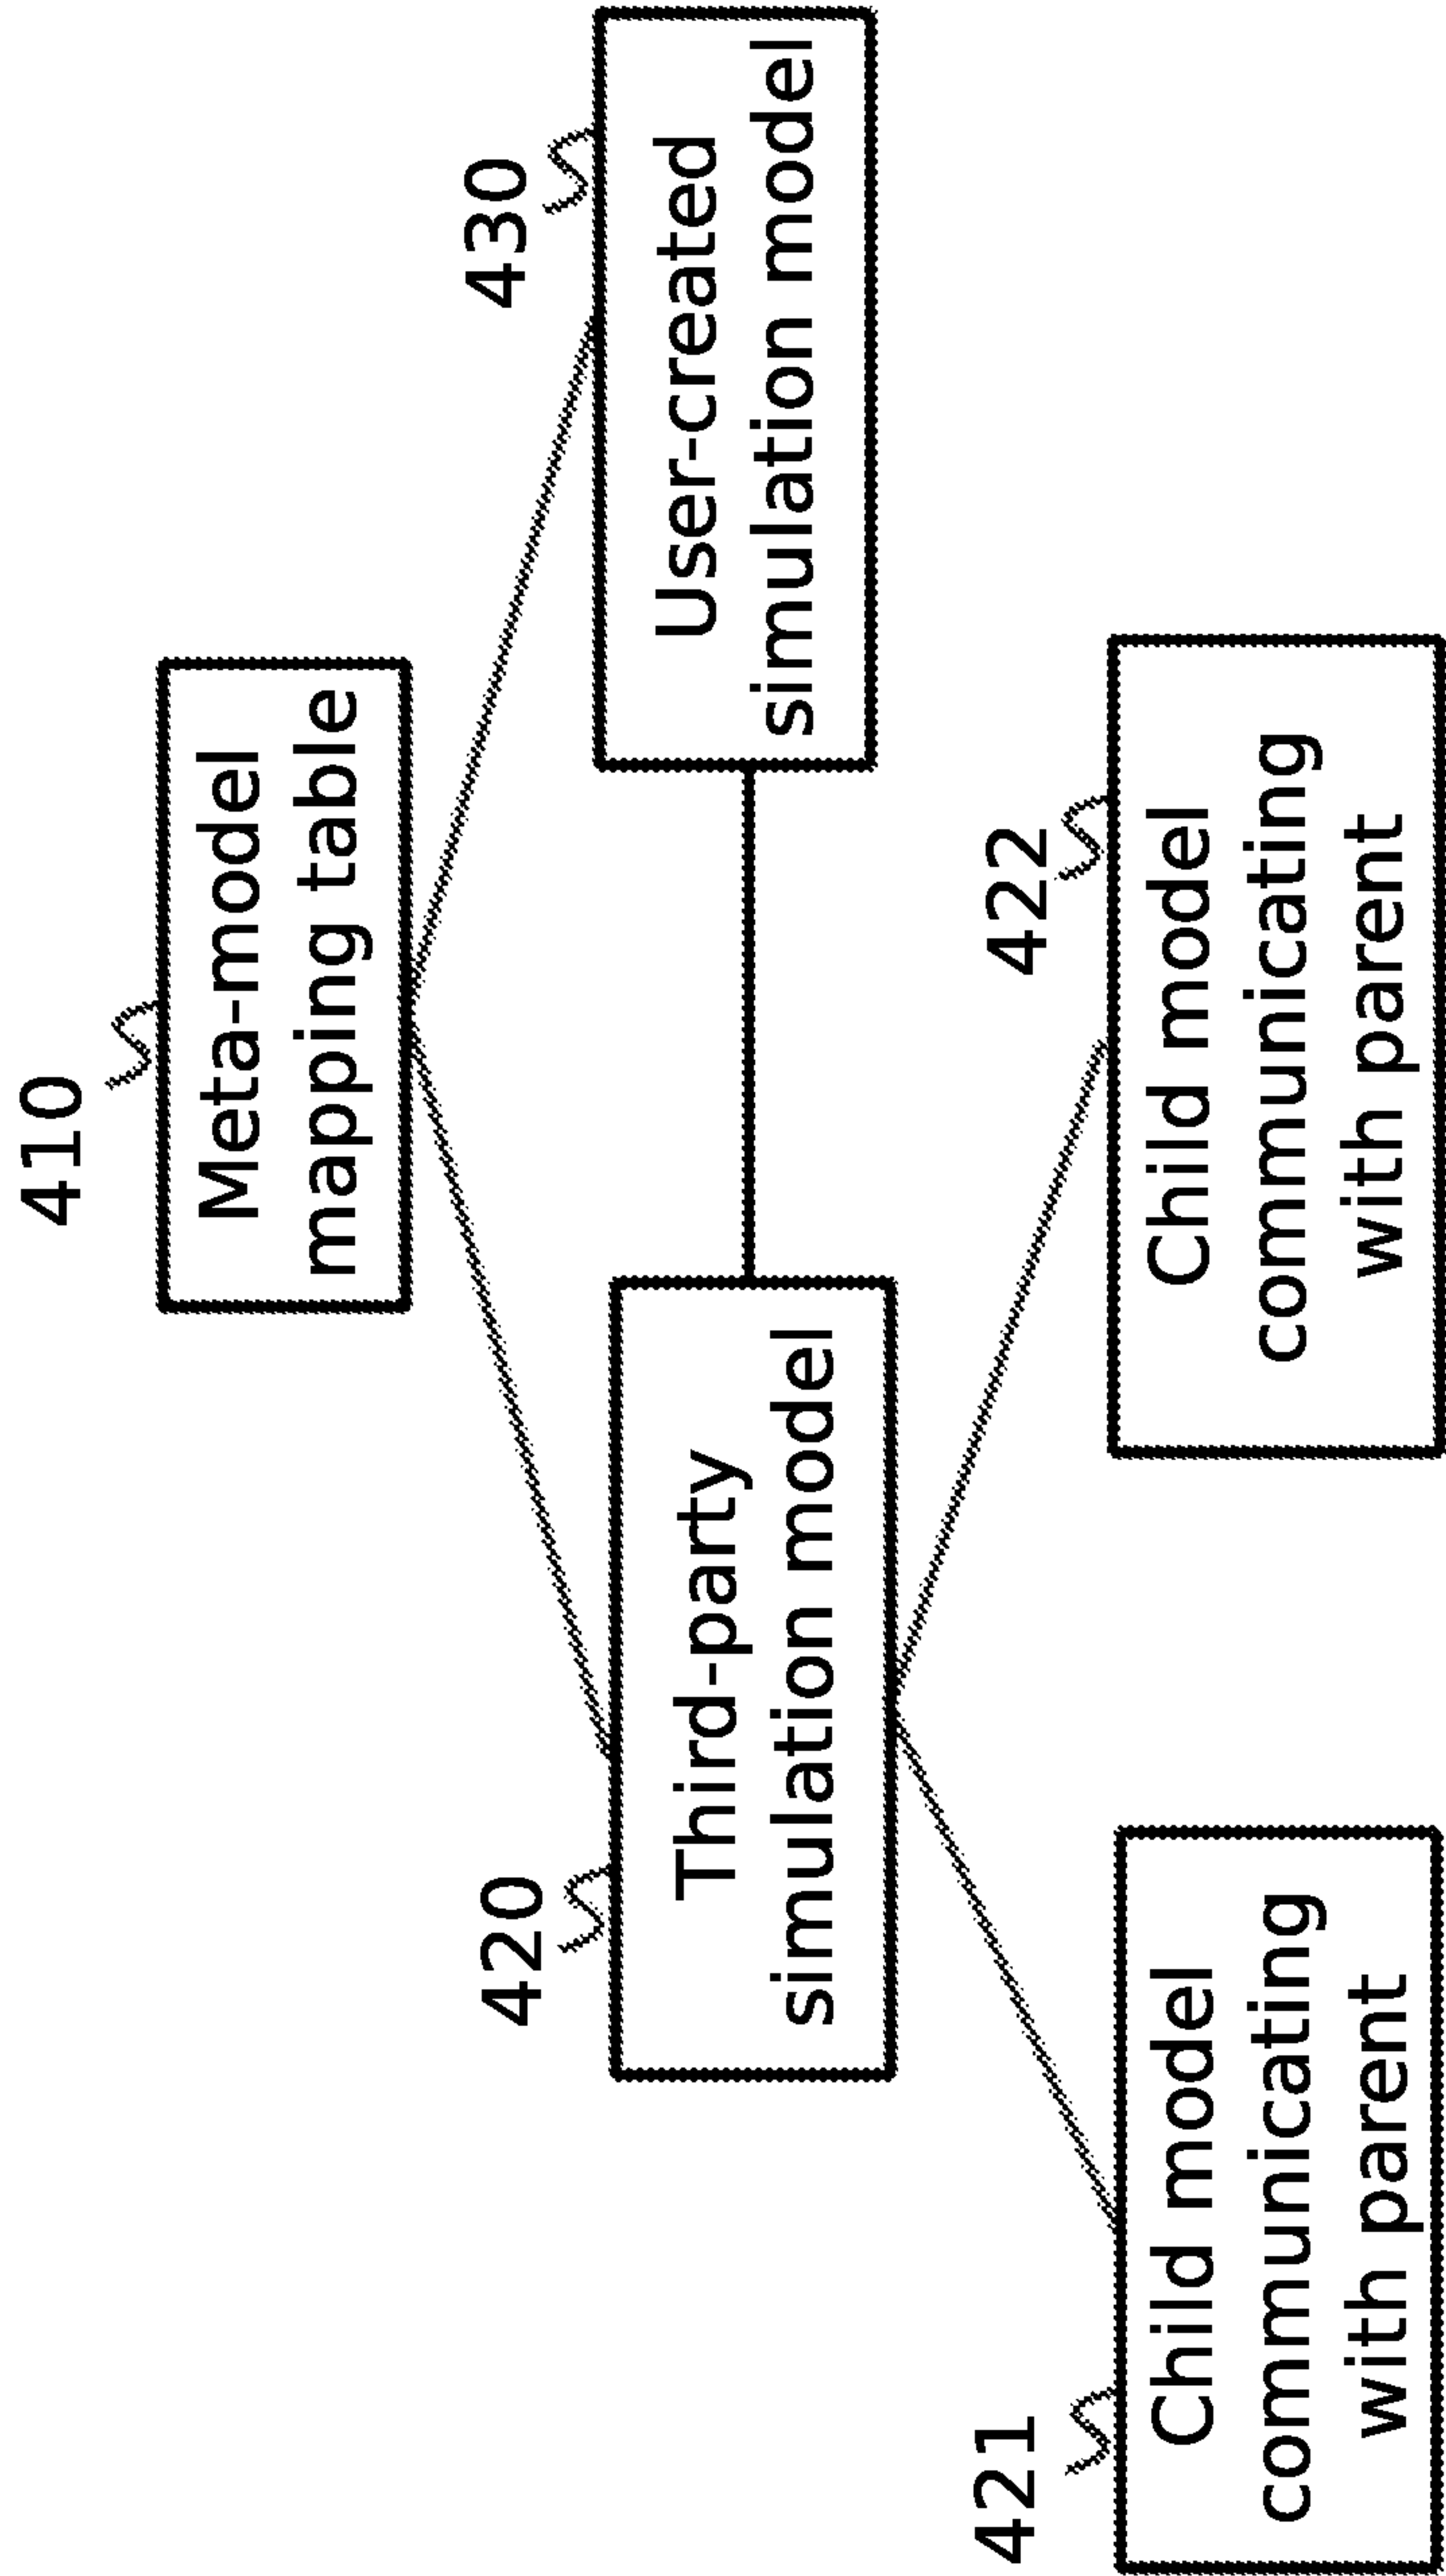 410
Meta-model
mapping table
420
Third-party
simulation model
430
User-created
simulation model
421
Child model
communicating
with parent
422
Child model
communicating
with parent